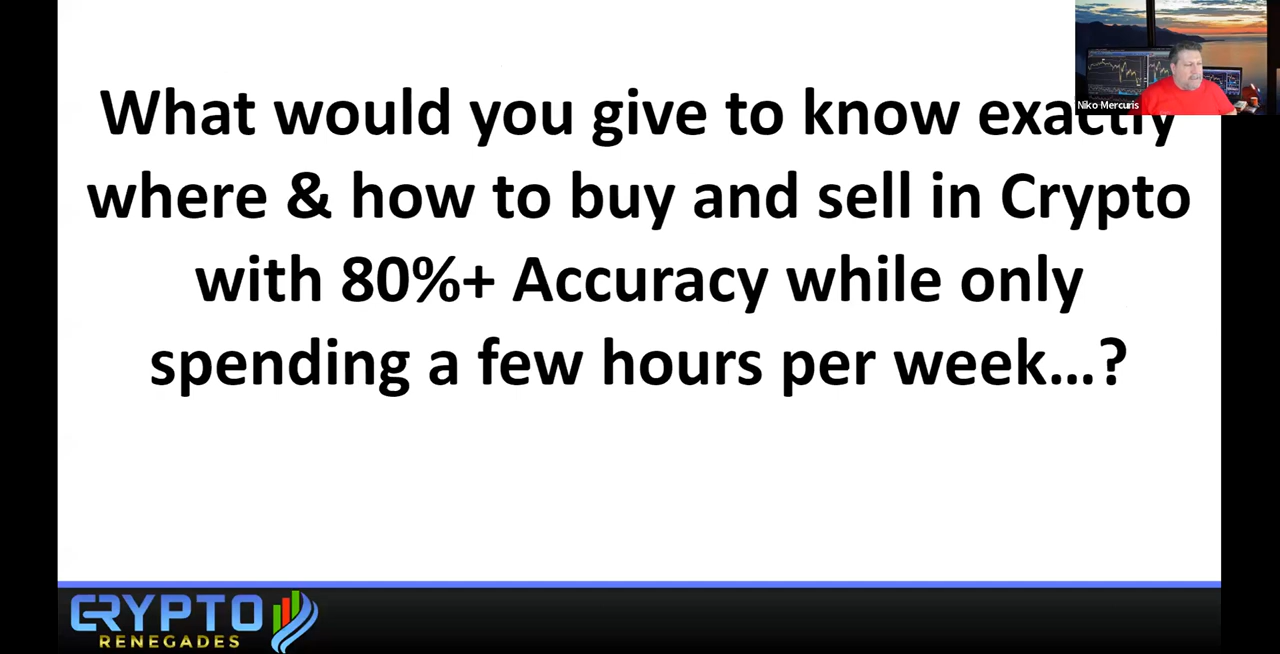 Niko Mercuris
What would you give to know exactly
where & how to buy and sell in Crypto
with 80%+ Accuracy while only
spending a few hours per week...?
CRYPTO
RENEGADES